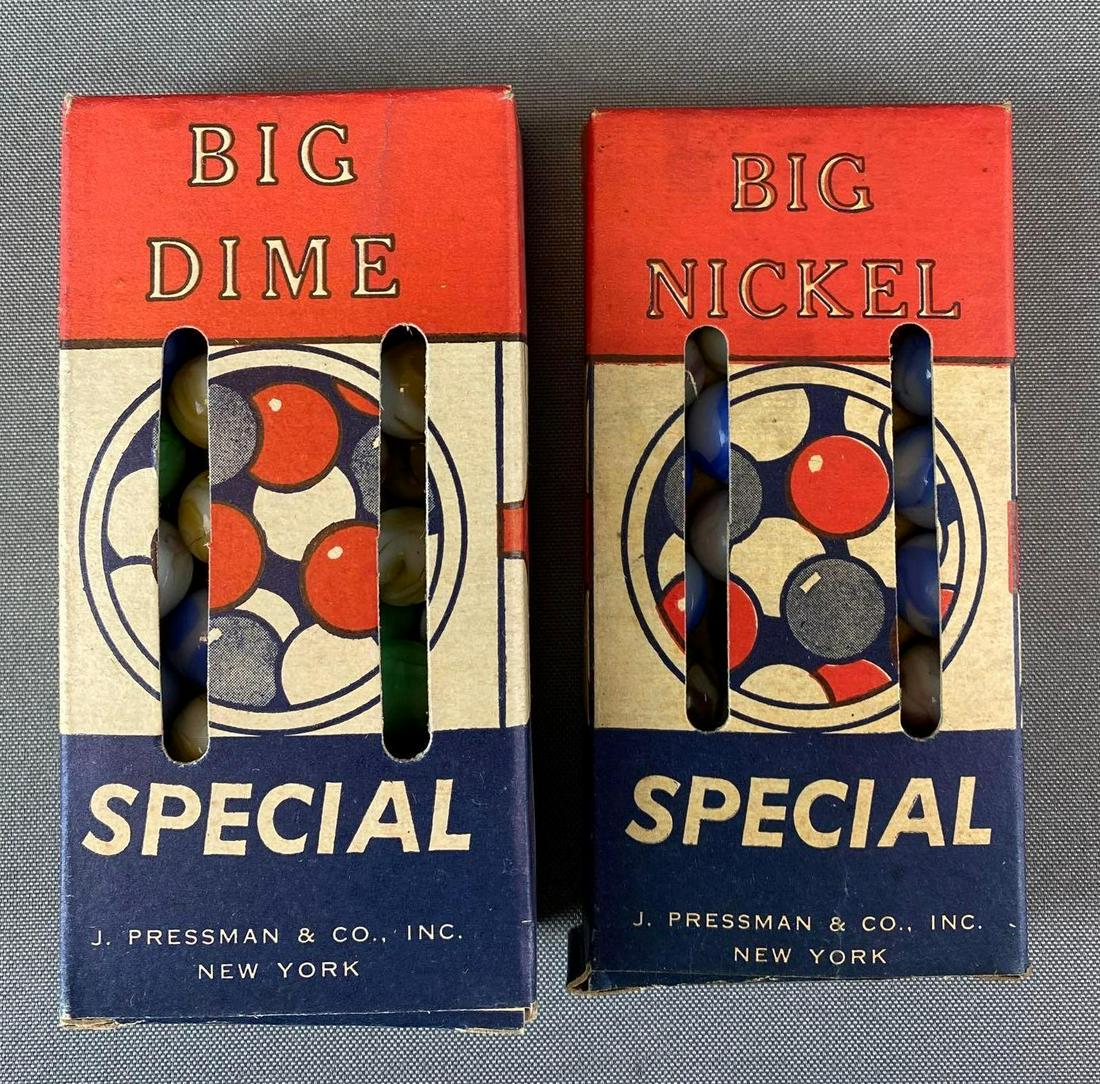 BIG
DIME
SPECIAL
J. PRESSMAN & CO., INC.
NEW YORK
BIG
NICKEL
SPECIAL
J. PRESSMAN & CO., INC.
NEW YORK